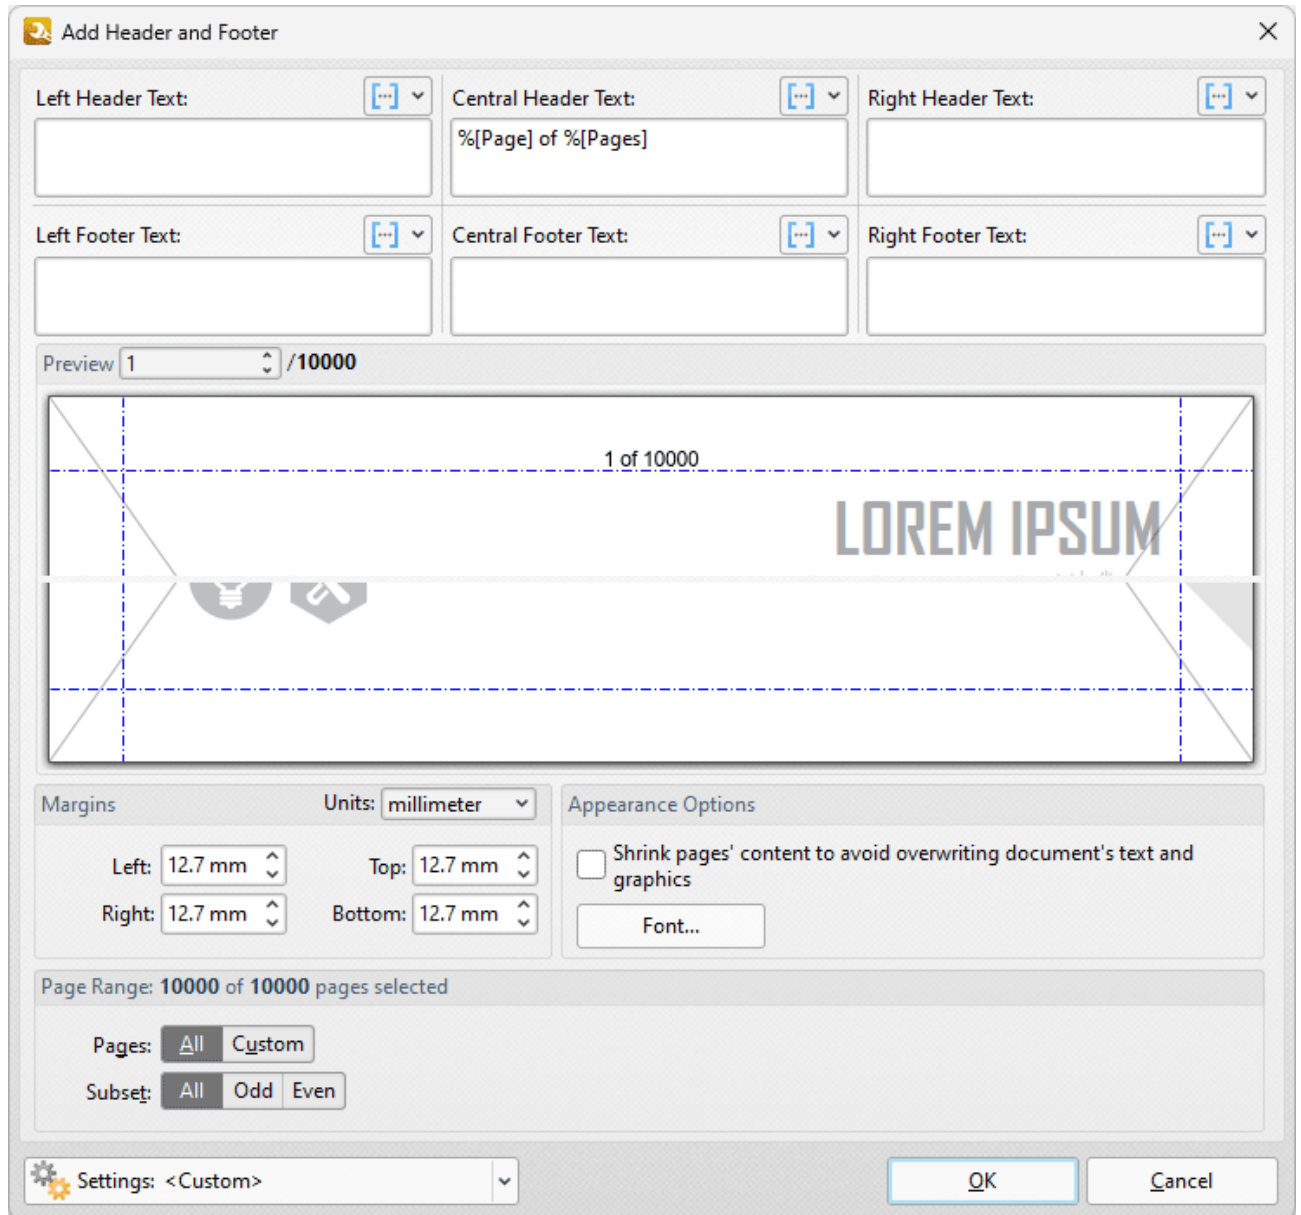 Add Header and Footer
Left Header Text:
Central Header Text:
Right Header Text:
%[Page] of %[Pages]
Left Footer Text:
Central Footer Text:
Right Footer Text:
Preview 1 /10000
1 of 10000
LOREM IPSUM
Margins
Units: millimeter
Appearance Options
Left: 12.7 mm
Top: 12.7 mm
Shrink pages' content to avoid overwriting document's text and
graphics
Right: 12.7 mm
Bottom: 12.7 mm
Font...
Page Range: 10000 of 10000 pages selected
Pages: All Custom
Subset: All Odd Even
Settings: <Custom>
OK
Cancel